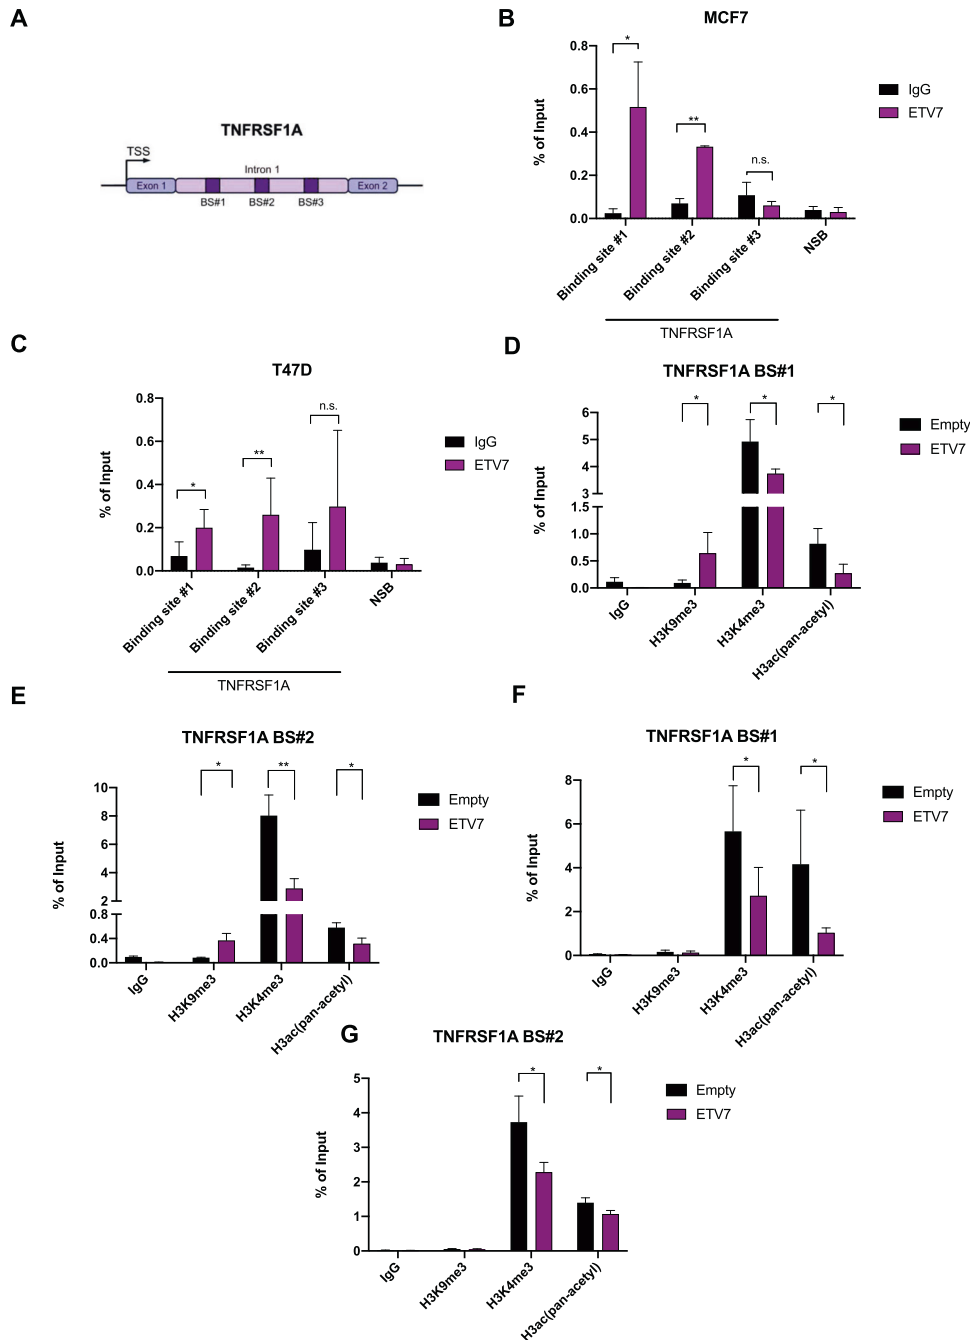 A
TNFRSF1A
TSS
Intron 1
Exon 1
Exon 2
BS#1
BS#2
BS#3
B
MCF7
% of Input
0.8
0.6
0.4
0.2
0.0
*
**
n.s.
IgG
ETV7
Binding site #1
Binding site #2
Binding site #3
NSB
TNFRSF1A
C
T47D
% of Input
0.8
0.6
0.4
0.2
0.0
*
**
n.s.
IgG
ETV7
Binding site #1
Binding site #2
Binding site #3
NSB
TNFRSF1A
D
TNFRSF1A BS#1
% of Input
6
5
4
3
1.5
1.0
0.5
0.0
*
*
*
Empty
ETV7
IgG
H3K9me3
H3K4me3
H3ac(pan-acetyl)
E
TNFRSF1A BS#2
% of Input
10
8
6
4
2
0.8
0.4
0.0
*
**
*
Empty
ETV7
IgG
H3K9me3
H3K4me3
H3ac(pan-acetyl)
F
TNFRSF1A BS#1
% of Input
8
6
4
2
0
*
*
Empty
ETV7
IgG
H3K9me3
H3K4me3
H3ac(pan-acetyl)
G
TNFRSF1A BS#2
% of Input
5
4
3
2
1
0
*
*
Empty
ETV7
IgG
H3K9me3
H3K4me3
H3ac(pan-acetyl)